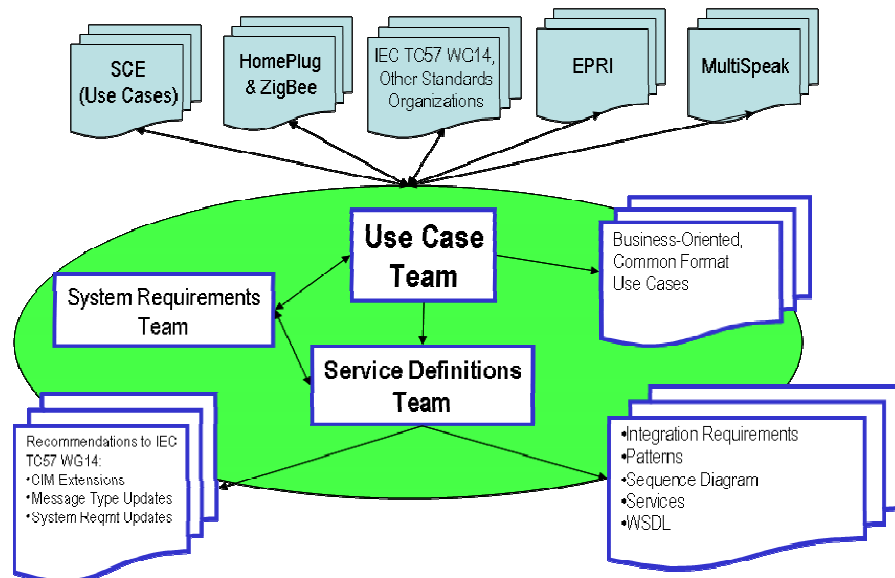 SCE
(Use Cases)
HomePlug
& ZigBee
IEC TC57 WG14,
Other Standards
Organizations
EPRI
MultiSpeak
Use Case
Team
Business-Oriented,
Common Format
Use Cases
System Requirements
Team
Service Definitions
Team
Recommendations to IEC
TC57 WG14:
•CIM Extensions
•Message Type Updates
•System Reqmt Updates
•Integration Requirements
•Patterns
•Sequence Diagram
•Services
•WSDL